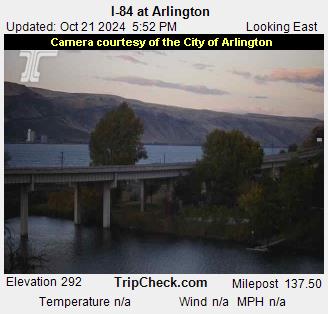 I-84 at Arlington
Updated: Oct 21 2024 5:52 PM Looking East
Camera courtesy of the City of Arlington
Elevation 292 TripCheck.com Milepost 137.50
Temperature n/a Wind n/a MPH n/a